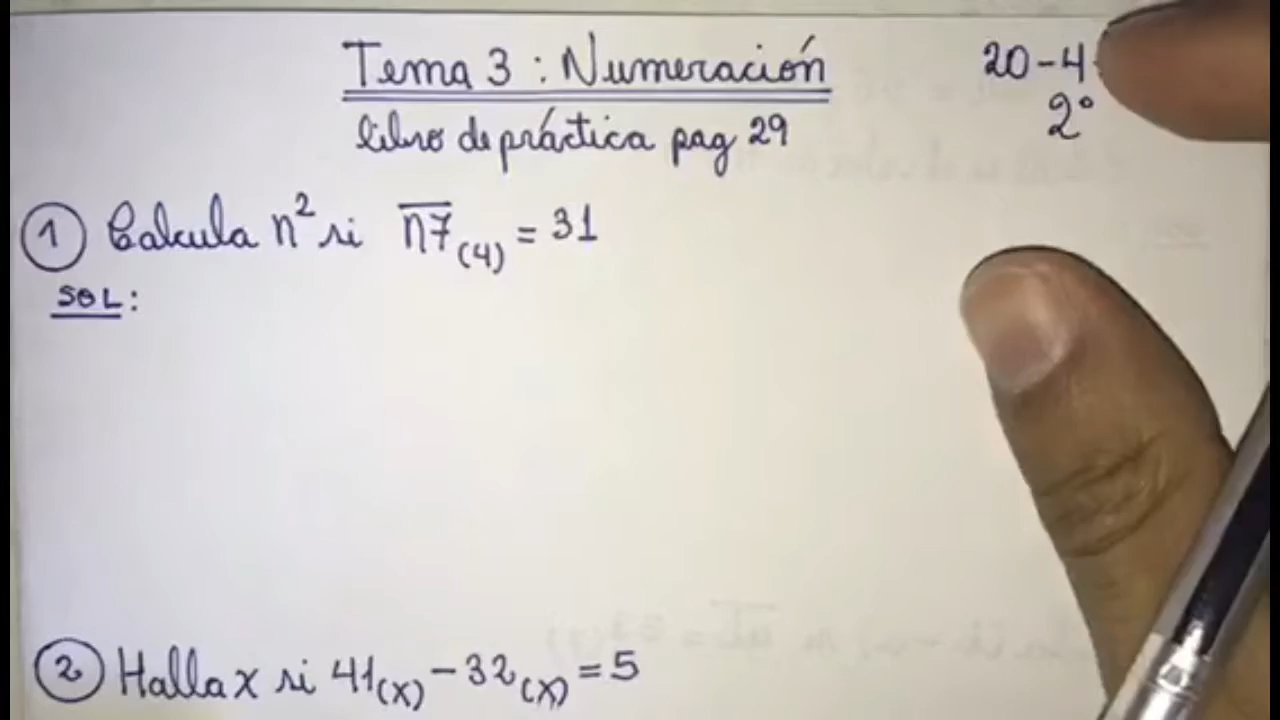 Tema 3 : Numeración
20-4
libro de práctica pag 29
2°
1 Calcula n² si n̅7̅₍₄₎ = 31
SOL:
2 Halla x si 41₍ₓ₎ - 32₍ₓ₎ = 5